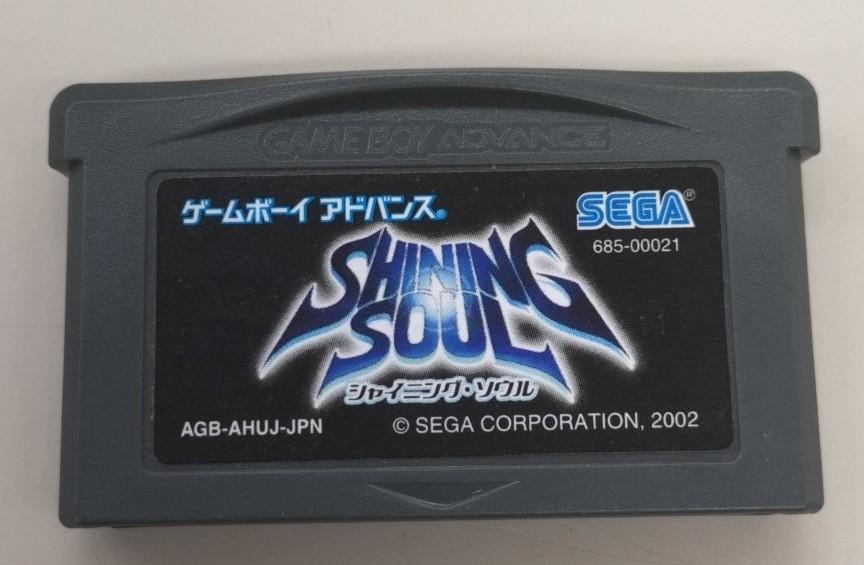 GAME BOY ADVANCE
ゲームボーイ アドバンス®
SEGA®
685-00021
SHINING
SOUL
シャイニング・ソウル
AGB-AHUJ-JPN
© SEGA CORPORATION, 2002